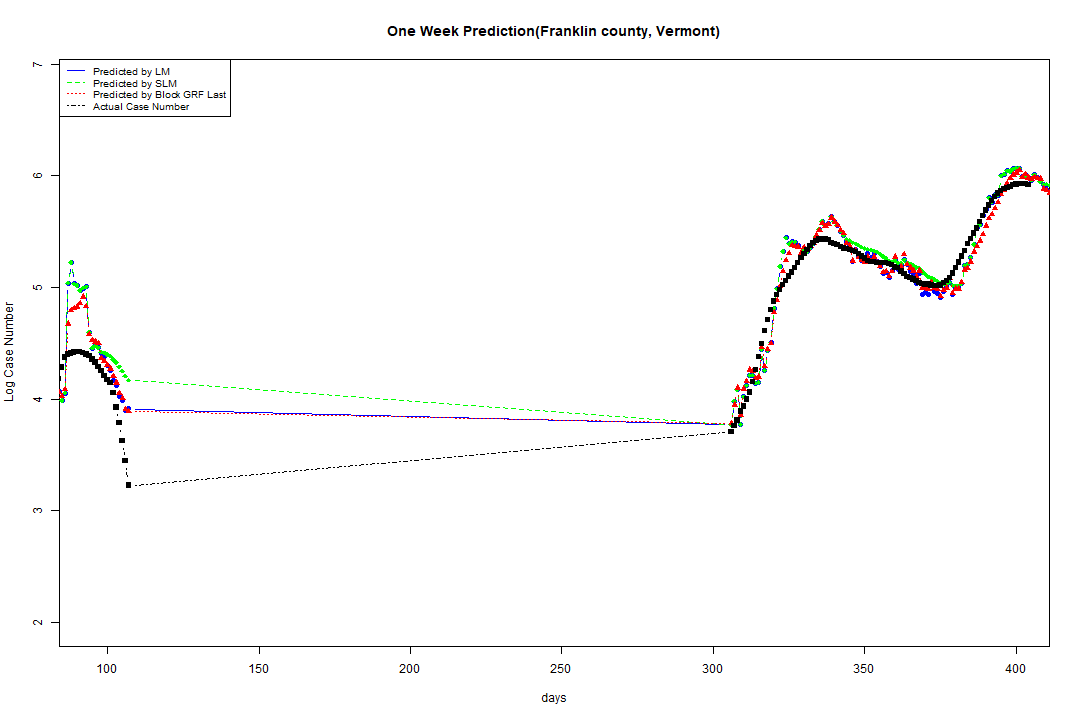 One Week Prediction(Franklin county, Vermont)
Predicted by LM
Predicted by SLM
Predicted by Block GRF Last
Actual Case Number
Log Case Number
7
6
5
4
3
2
100 150 200 250 300 350 400
days